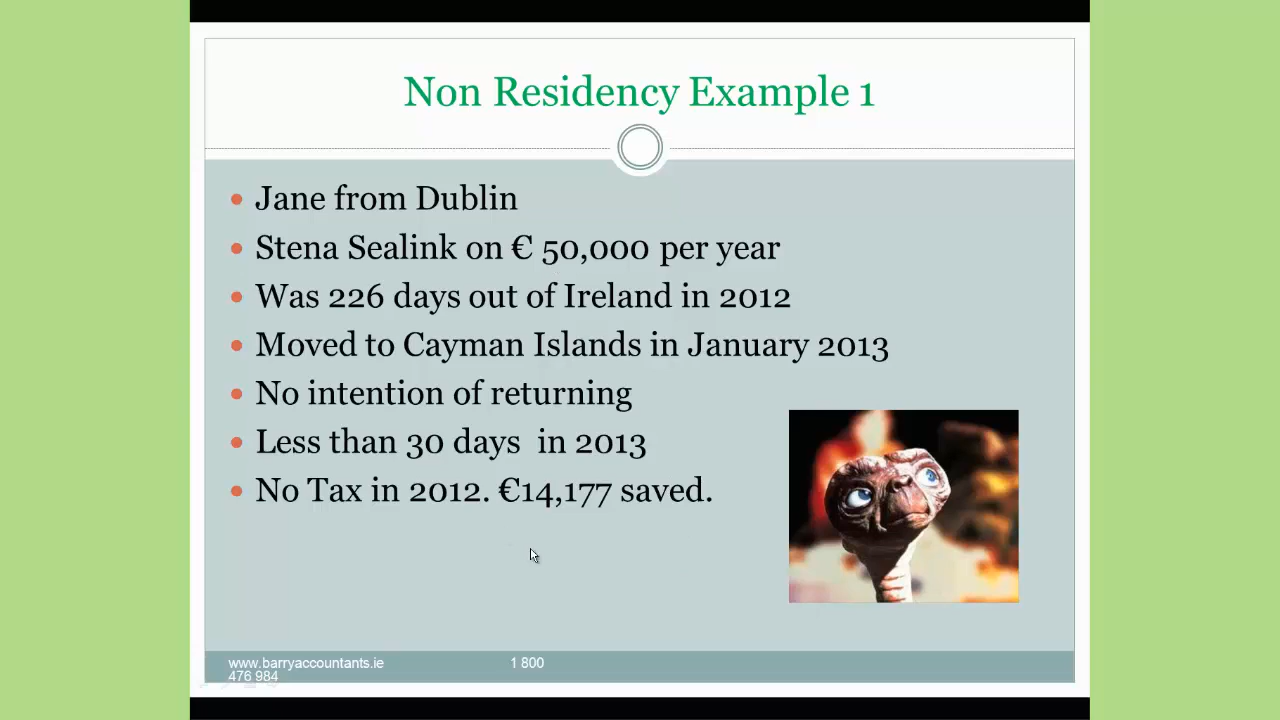 Non Residency Example 1
• Jane from Dublin
• Stena Sealink on € 50,000 per year
• Was 226 days out of Ireland in 2012
• Moved to Cayman Islands in January 2013
• No intention of returning
• Less than 30 days in 2013
• No Tax in 2012. €14,177 saved.
www.barryaccountants.ie 1 800
476 984